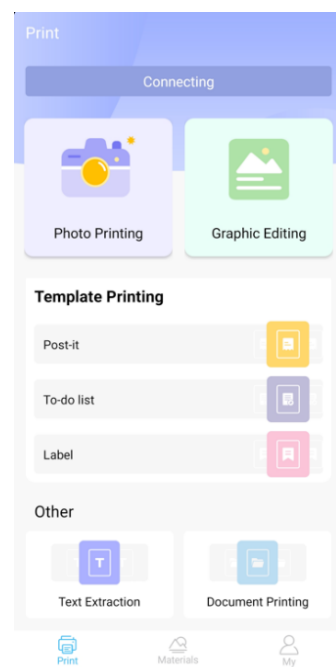 Print
Connecting
Photo Printing
Graphic Editing
Template Printing
Post-it
To-do list
Label
Other
T
Text Extraction
Document Printing
Print
Materials
My